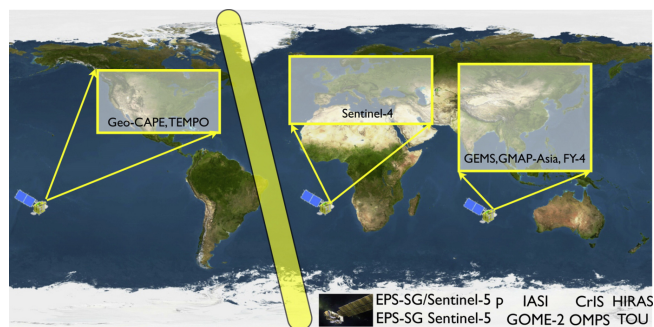 Geo-CAPE, TEMPO
Sentinel-4
GEMS,GMAP-Asia, FY-4
EPS-SG/Sentinel-5 p IASI CrIS HIRAS
EPS-SG Sentinel-5 GOME-2 OMPS TOU